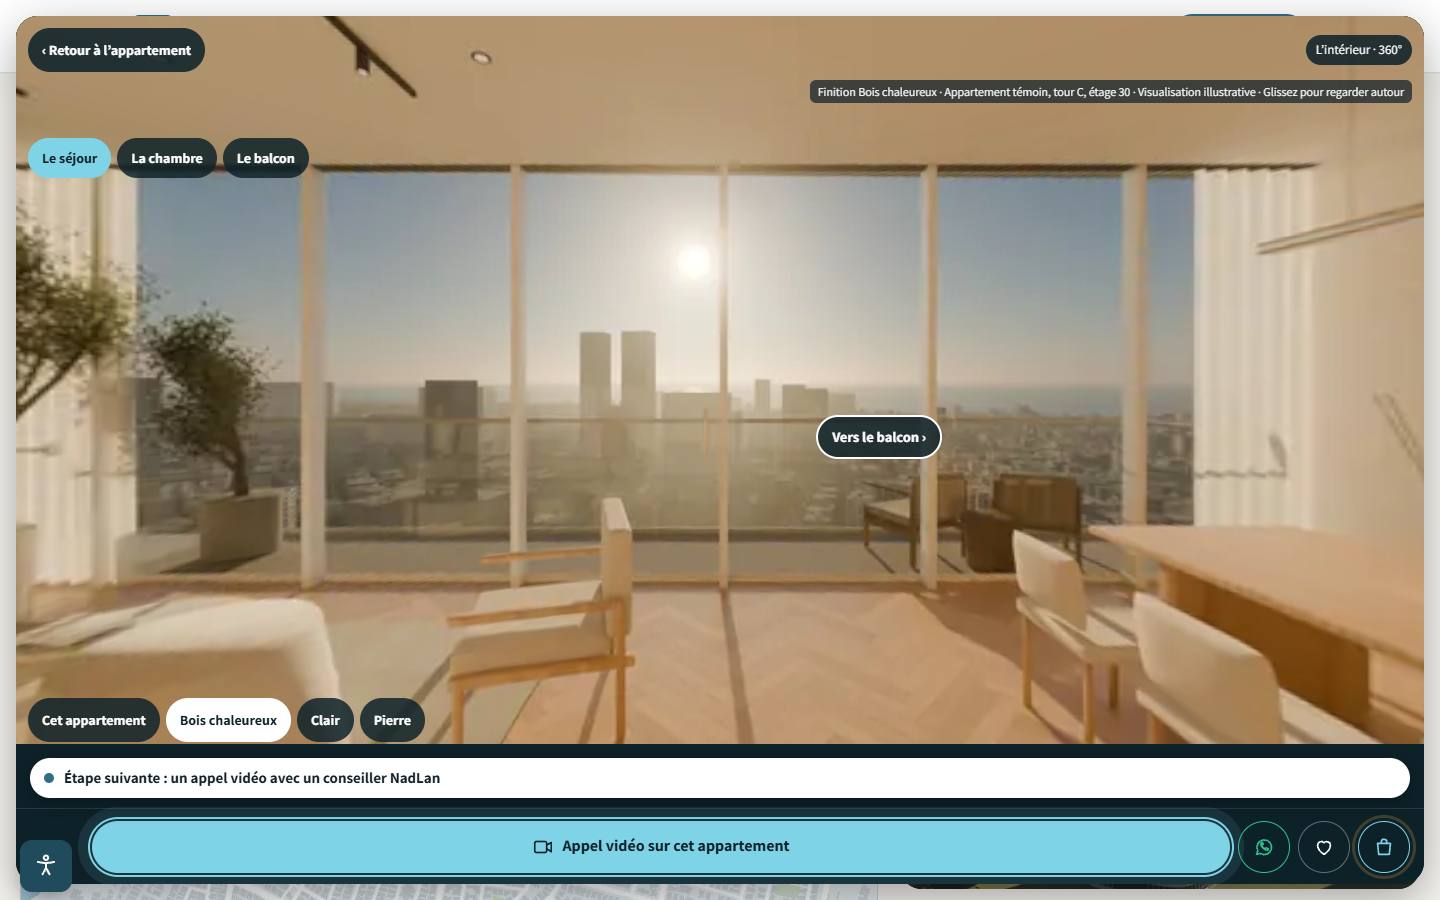 ‹ Retour à l’appartement
L’intérieur · 360°
Finition Bois chaleureux · Appartement témoin, tour C, étage 30 · Visualisation illustrative · Glissez pour regarder autour
Le séjour
La chambre
Le balcon
Vers le balcon ›
Cet appartement
Bois chaleureux
Clair
Pierre
Étape suivante : un appel vidéo avec un conseiller NadLan
Appel vidéo sur cet appartement